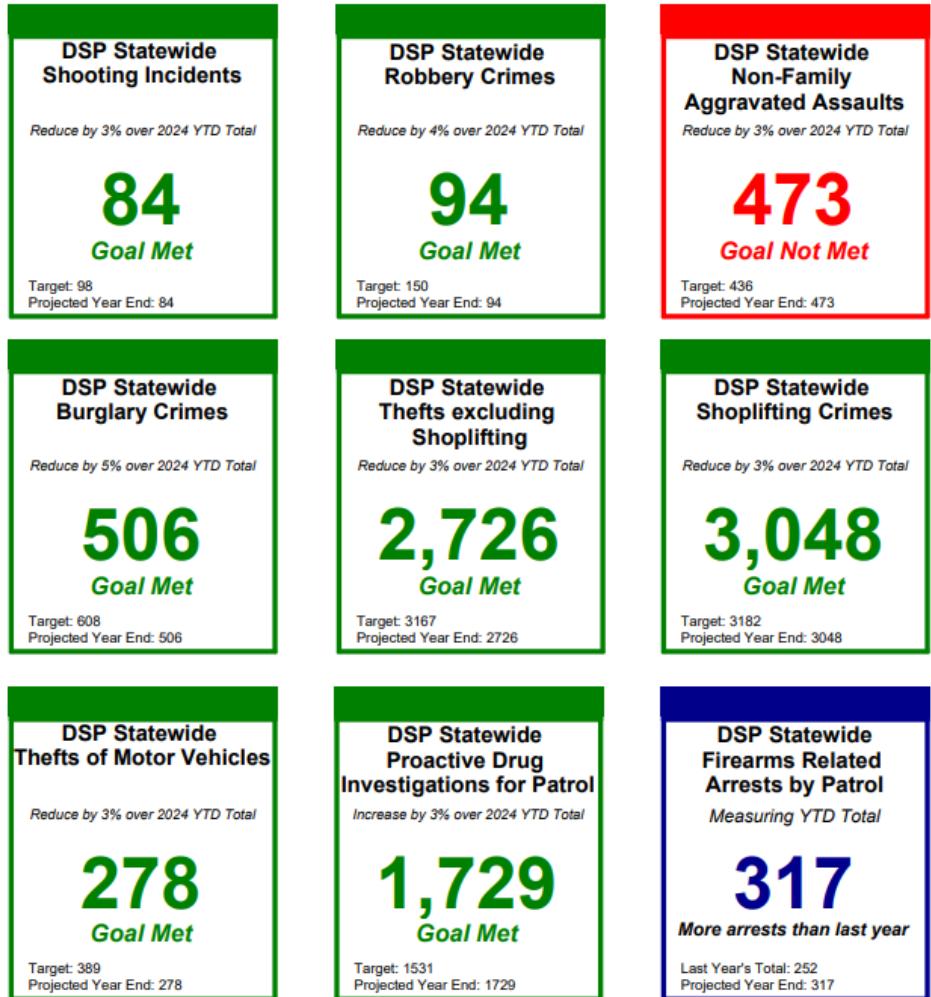 DSP Statewide
Shooting Incidents
Reduce by 3% over 2024 YTD Total
84
Goal Met
Target: 98
Projected Year End: 84
DSP Statewide
Robbery Crimes
Reduce by 4% over 2024 YTD Total
94
Goal Met
Target: 150
Projected Year End: 94
DSP Statewide
Non-Family
Aggravated Assaults
Reduce by 3% over 2024 YTD Total
473
Goal Not Met
Target: 436
Projected Year End: 473
DSP Statewide
Burglary Crimes
Reduce by 5% over 2024 YTD Total
506
Goal Met
Target: 608
Projected Year End: 506
DSP Statewide
Thefts excluding
Shoplifting
Reduce by 3% over 2024 YTD Total
2,726
Goal Met
Target: 3167
Projected Year End: 2726
DSP Statewide
Shoplifting Crimes
Reduce by 3% over 2024 YTD Total
3,048
Goal Met
Target: 3182
Projected Year End: 3048
DSP Statewide
Thefts of Motor Vehicles
Reduce by 3% over 2024 YTD Total
278
Goal Met
Target: 389
Projected Year End: 278
DSP Statewide
Proactive Drug
Investigations for Patrol
Increase by 3% over 2024 YTD Total
1,729
Goal Met
Target: 1531
Projected Year End: 1729
DSP Statewide
Firearms Related
Arrests by Patrol
Measuring YTD Total
317
More arrests than last year
Last Year's Total: 252
Projected Year End: 317